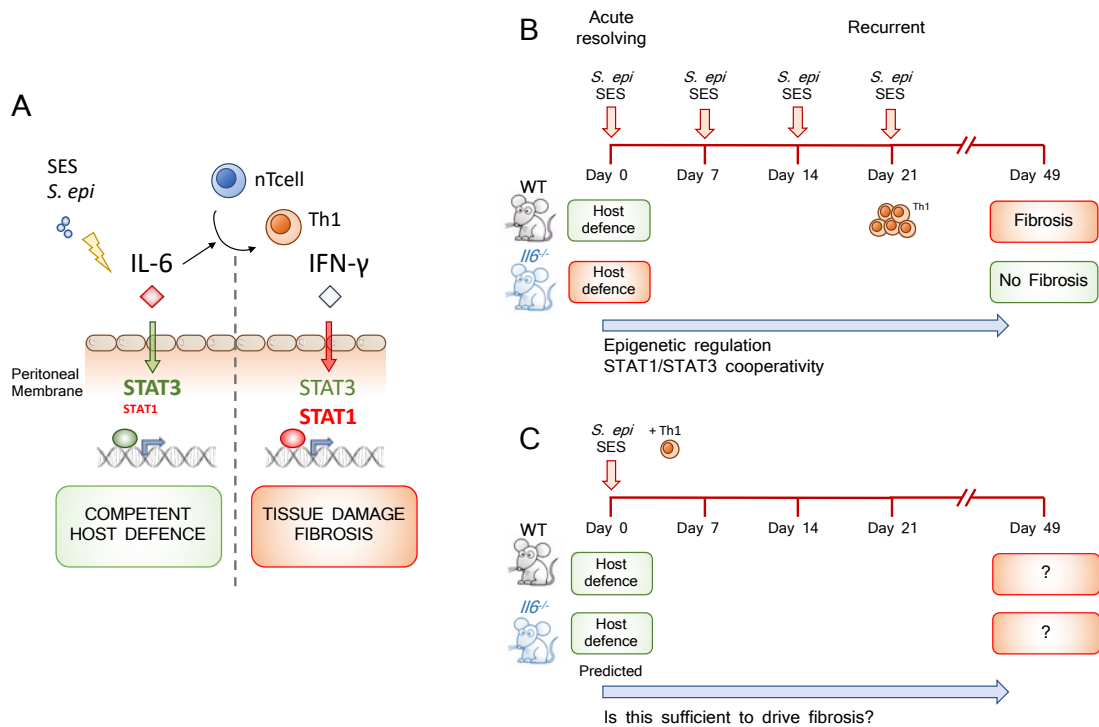 A
SES
S. epi
nTcell
Th1
IL-6
IFN-γ
Peritoneal
Membrane
STAT3
STAT1
STAT3
STAT1
COMPETENT
HOST DEFENCE
TISSUE DAMAGE
FIBROSIS
B
Acute
resolving
Recurrent
S. epi
SES
S. epi
SES
S. epi
SES
S. epi
SES
Day 0
Day 7
Day 14
Day 21
Day 49
WT
Host
defence
Th1
Fibrosis
Il6-/-
Host
defence
No Fibrosis
Epigenetic regulation
STAT1/STAT3 cooperativity
C
S. epi
SES
+ Th1
Day 0
Day 7
Day 14
Day 21
Day 49
WT
Host
defence
?
Il6-/-
Host
defence
?
Predicted
Is this sufficient to drive fibrosis?